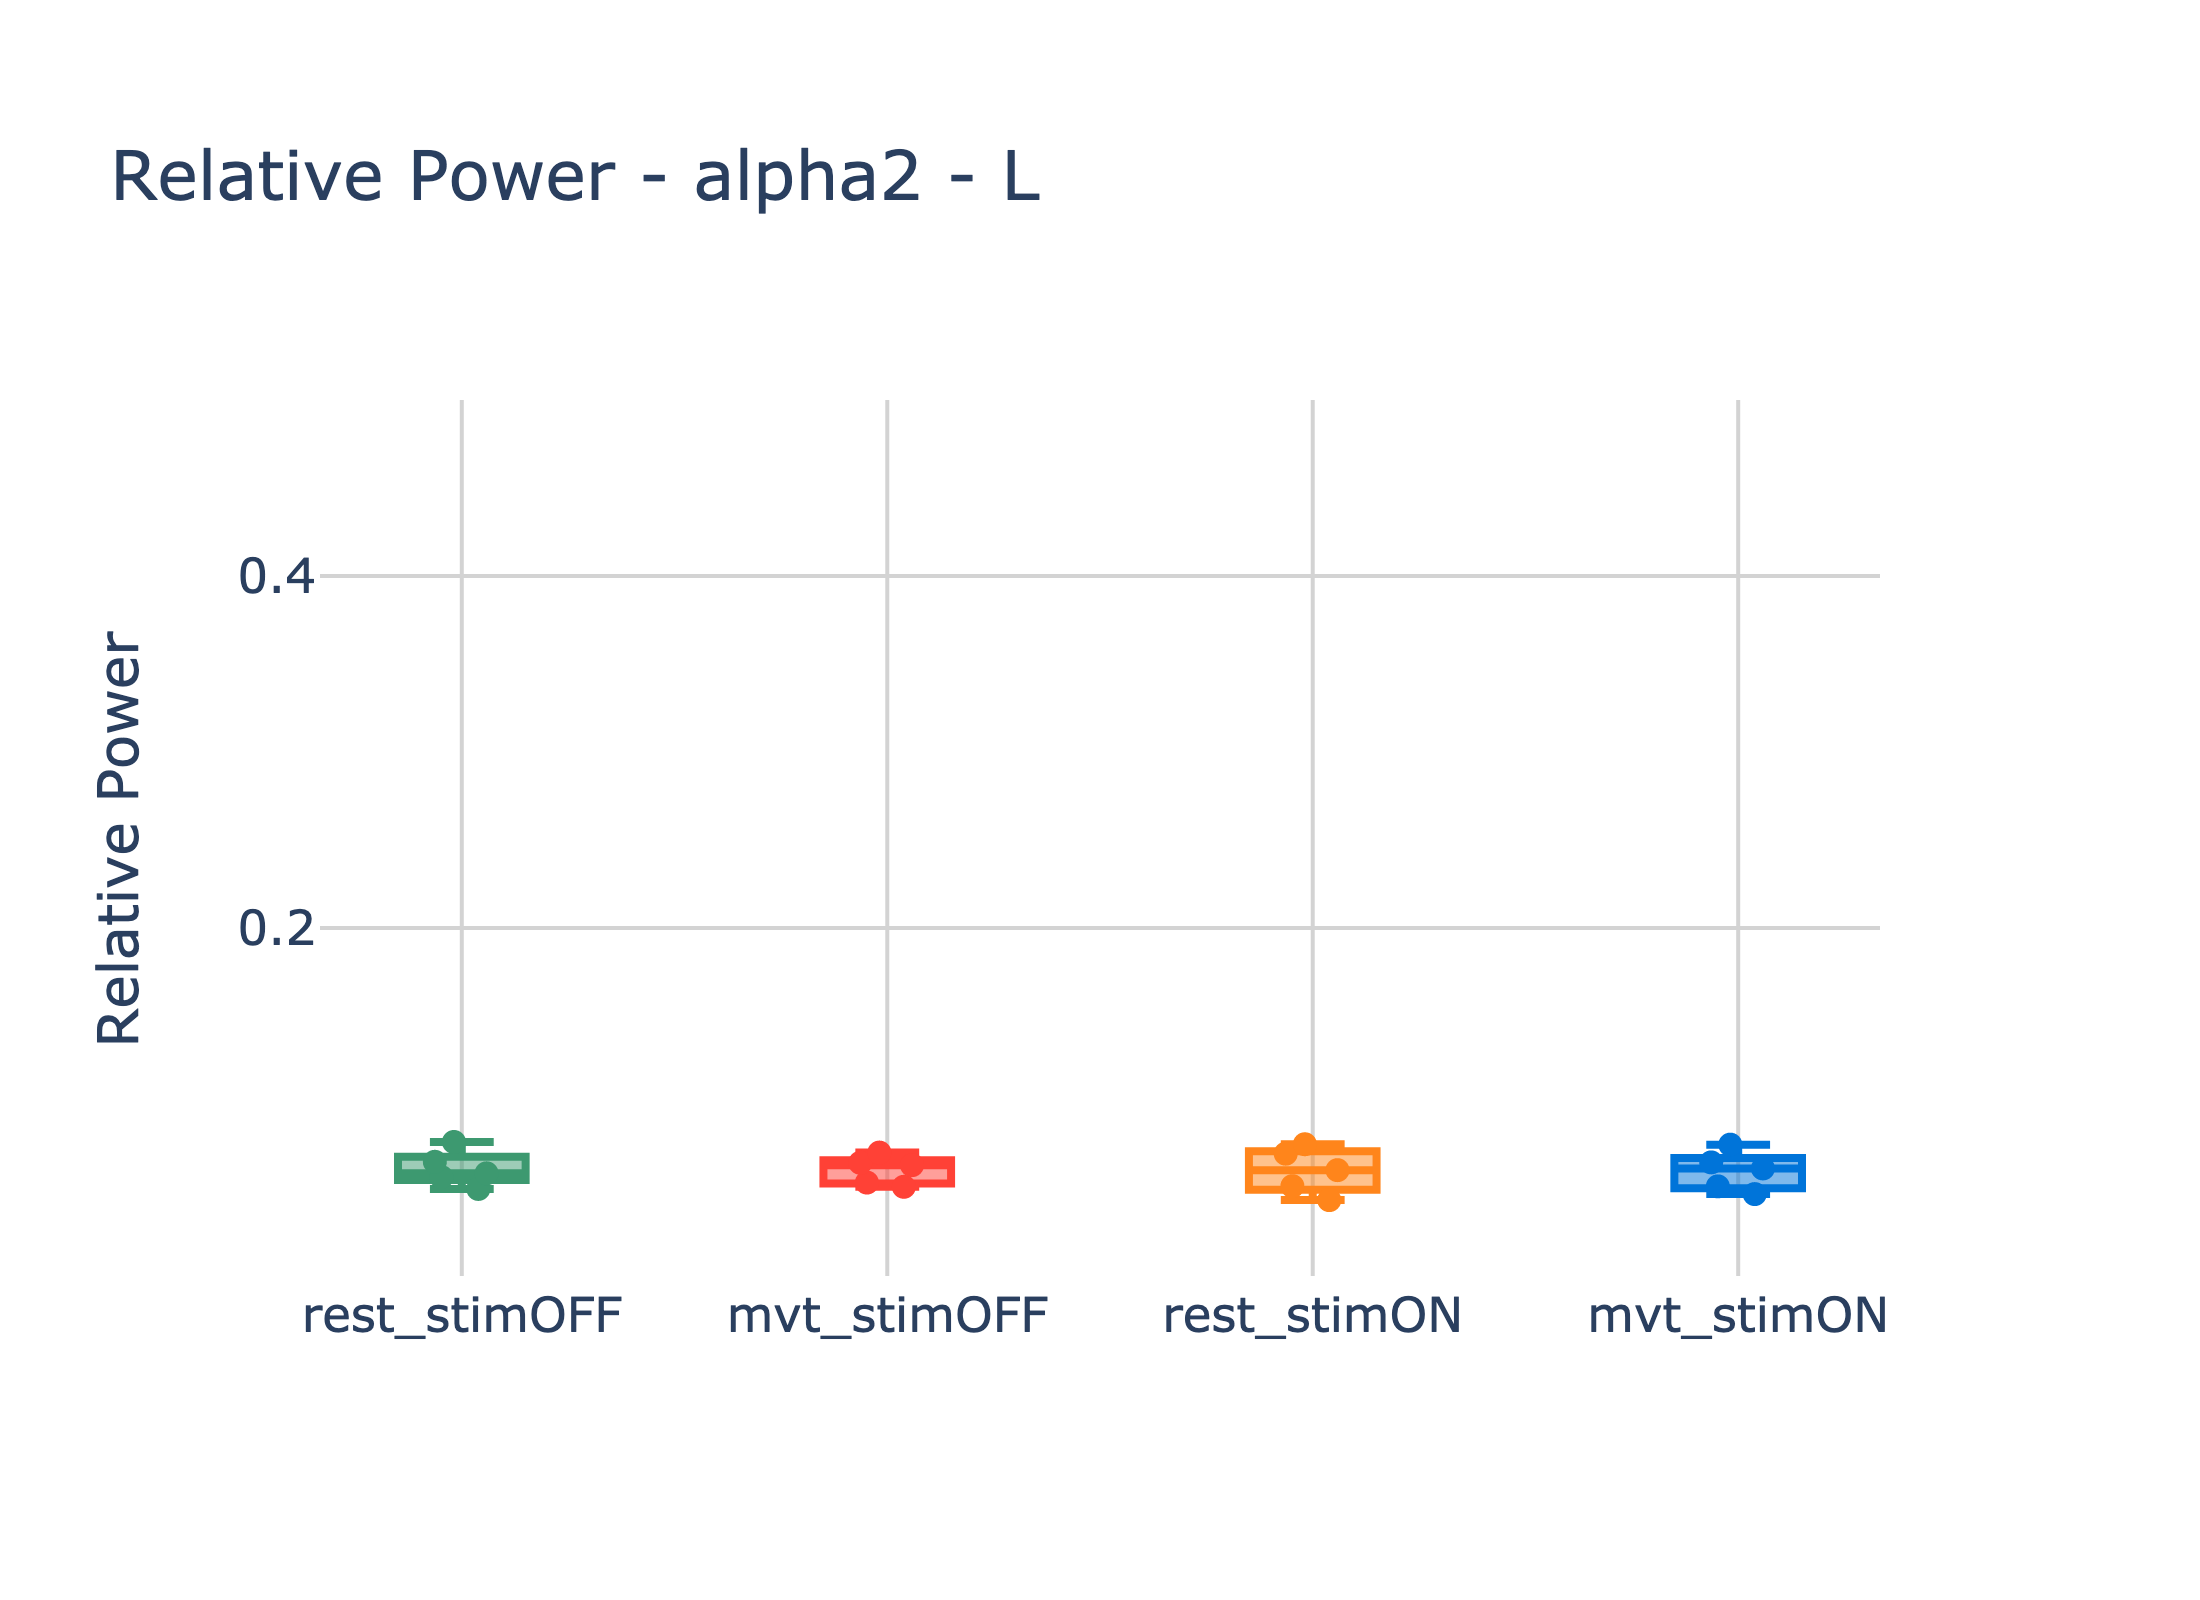 Relative Power - alpha2 - L
Relative Power
0.4
0.2
rest_stimOFF
mvt_stimOFF
rest_stimON
mvt_stimON